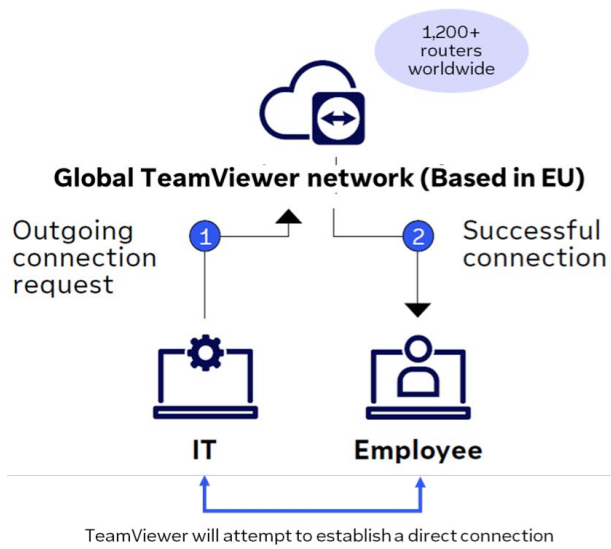 1,200+
routers
worldwide
Global TeamViewer network (Based in EU)
Outgoing
connection
request
1
2
Successful
connection
IT
Employee
TeamViewer will attempt to establish a direct connection